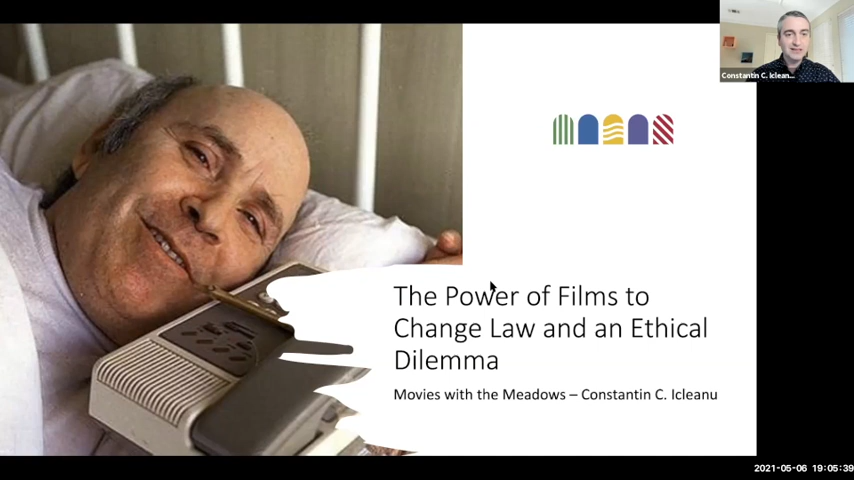 Constantin C. Iclean...
The Power of Films to
Change Law and an Ethical
Dilemma
Movies with the Meadows – Constantin C. Icleanu
2021-05-06 19:05:39